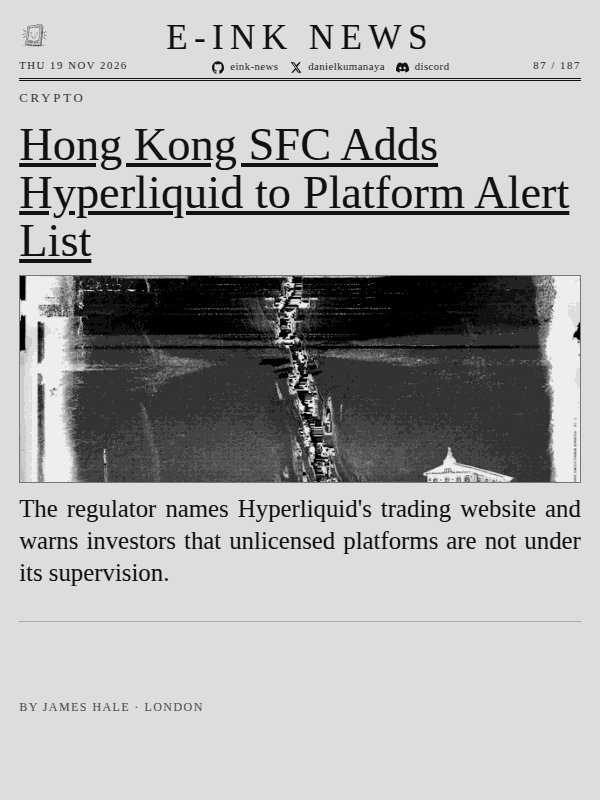 E-INK NEWS
THU 19 NOV 2026
eink-news danielkumanaya discord
87 / 187
CRYPTO
Hong Kong SFC Adds
Hyperliquid to Platform Alert
List
The regulator names Hyperliquid's trading website and
warns investors that unlicensed platforms are not under
its supervision.
BY JAMES HALE · LONDON